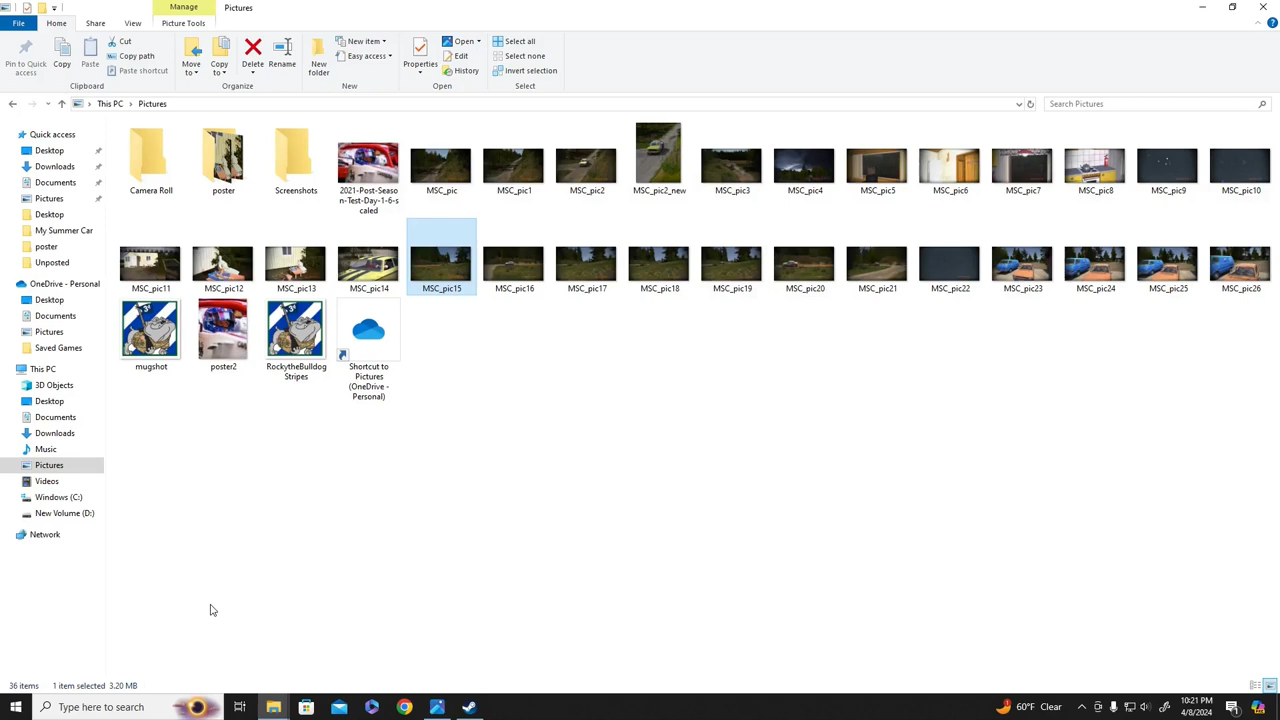 Manage
Pictures
File
Home
Share
View
Picture Tools
Pin to Quick
access
Copy
Paste
Cut
Copy path
Paste shortcut
Clipboard
Move
to
Copy
to
Delete
Rename
Organize
New
folder
New item
Easy access
New
Properties
Open
Edit
History
Open
Select all
Select none
Invert selection
Select
This PC
Pictures
Search Pictures
Quick access
Desktop
Downloads
Documents
Pictures
Desktop
My Summer Car
poster
Unposted
OneDrive - Personal
Desktop
Documents
Pictures
Saved Games
This PC
3D Objects
Desktop
Documents
Downloads
Music
Pictures
Videos
Windows (C:)
New Volume (D:)
Network
Camera Roll
poster
Screenshots
2021-Post-Seaso
n-Test-Day-1-6-s
caled
MSC_pic
MSC_pic1
MSC_pic2
MSC_pic2_new
MSC_pic3
MSC_pic4
MSC_pic5
MSC_pic6
MSC_pic7
MSC_pic8
MSC_pic9
MSC_pic10
MSC_pic11
MSC_pic12
MSC_pic13
MSC_pic14
MSC_pic15
MSC_pic16
MSC_pic17
MSC_pic18
MSC_pic19
MSC_pic20
MSC_pic21
MSC_pic22
MSC_pic23
MSC_pic24
MSC_pic25
MSC_pic26
mugshot
poster2
RockytheBulldog
Stripes
Shortcut to
Pictures
(OneDrive -
Personal)
36 items
1 item selected 3.20 MB
Type here to search
60°F Clear
10:21 PM
4/8/2024
1